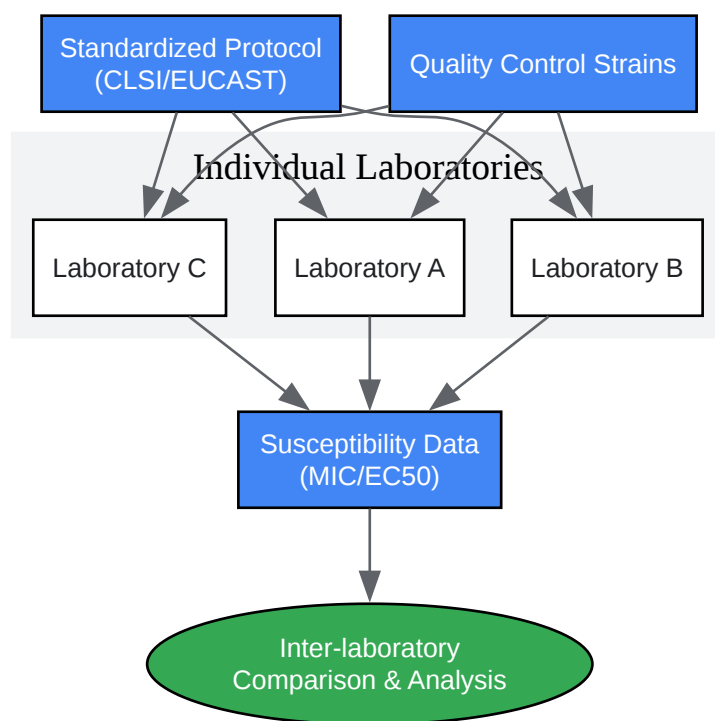 Standardized Protocol
(CLSI/EUCAST)
Quality Control Strains
Individual Laboratories
Laboratory C
Laboratory A
Laboratory B
Susceptibility Data
(MIC/EC50)
Inter-laboratory
Comparison & Analysis